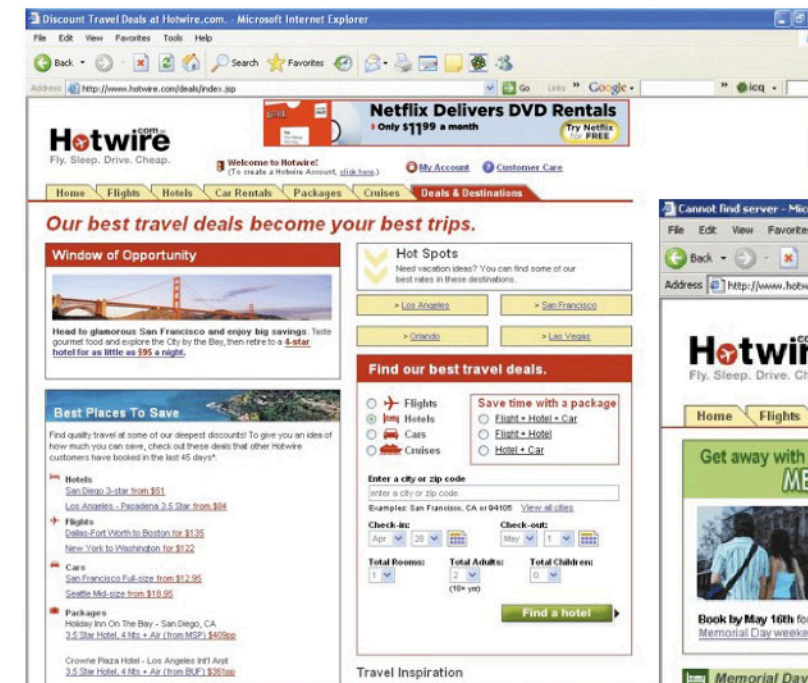 Discount Travel Deals at Hotwire.com. - Microsoft Internet Explorer
File Edit View Favorites Tools Help
Back Search Favorites
Address http://www.hotwire.com/deals/index.jsp Go Links » Google » icq
Netflix Delivers DVD Rentals
Only $11.99 a month
Try Netflix
for FREE
Hotwire.com
Fly. Sleep. Drive. Cheap.
Welcome to Hotwire!
(To create a Hotwire Account, click here.)
My Account Customer Care
Home Flights Hotels Car Rentals Packages Cruises Deals & Destinations
Our best travel deals become your best trips.
Window of Opportunity
Head to glamorous San Francisco and enjoy big savings. Taste
gourmet food and explore the City by the Bay, then retire to a 4-star
hotel for as little as $95 a night.
Best Places To Save
Find quality travel at some of our deepest discounts! To give you an idea of
how much you can save, check out these deals that other Hotwire
customers have booked in the last 45 days*.
Hotels
San Diego 3-star from $51
Los Angeles - Pasadena 3.5 Star from $84
Flights
Dallas-Fort Worth to Boston for $135
New York to Washington for $122
Cars
San Francisco Full-size from $12.95
Seattle Mid-size from $18.95
Packages
Holiday Inn On The Bay - San Diego, CA
3.5 Star Hotel, 4 Nts + Air (from MSP) $409pp
Crowne Plaza Hotel - Los Angeles Int'l Arpt
3.5 Star Hotel, 4 Nts + Air (from BUF) $361pp
Hot Spots
Need vacation ideas? You can find some of our
best rates in these destinations.
> Los Angeles > San Francisco
> Orlando > Las Vegas
Find our best travel deals.
Flights
Hotels
Cars
Cruises
Save time with a package
Flight + Hotel + Car
Flight + Hotel
Hotel + Car
Enter a city or zip code
enter a city or zip code
Examples: San Francisco, CA or 94105 View all cities
Check-in: Check-out:
Apr 28 May 1
Total Rooms: Total Adults: Total Children:
1 2 0
(18+ yrs)
Find a hotel
Travel Inspiration
Cannot find server - Micr
File Edit View Favorites
Back
Address http://www.hotw
Hotwir
Fly. Sleep. Drive. Ch
Home Flights
Get away with
ME
Book by May 16th fo
Memorial Day weeke
Memorial Day